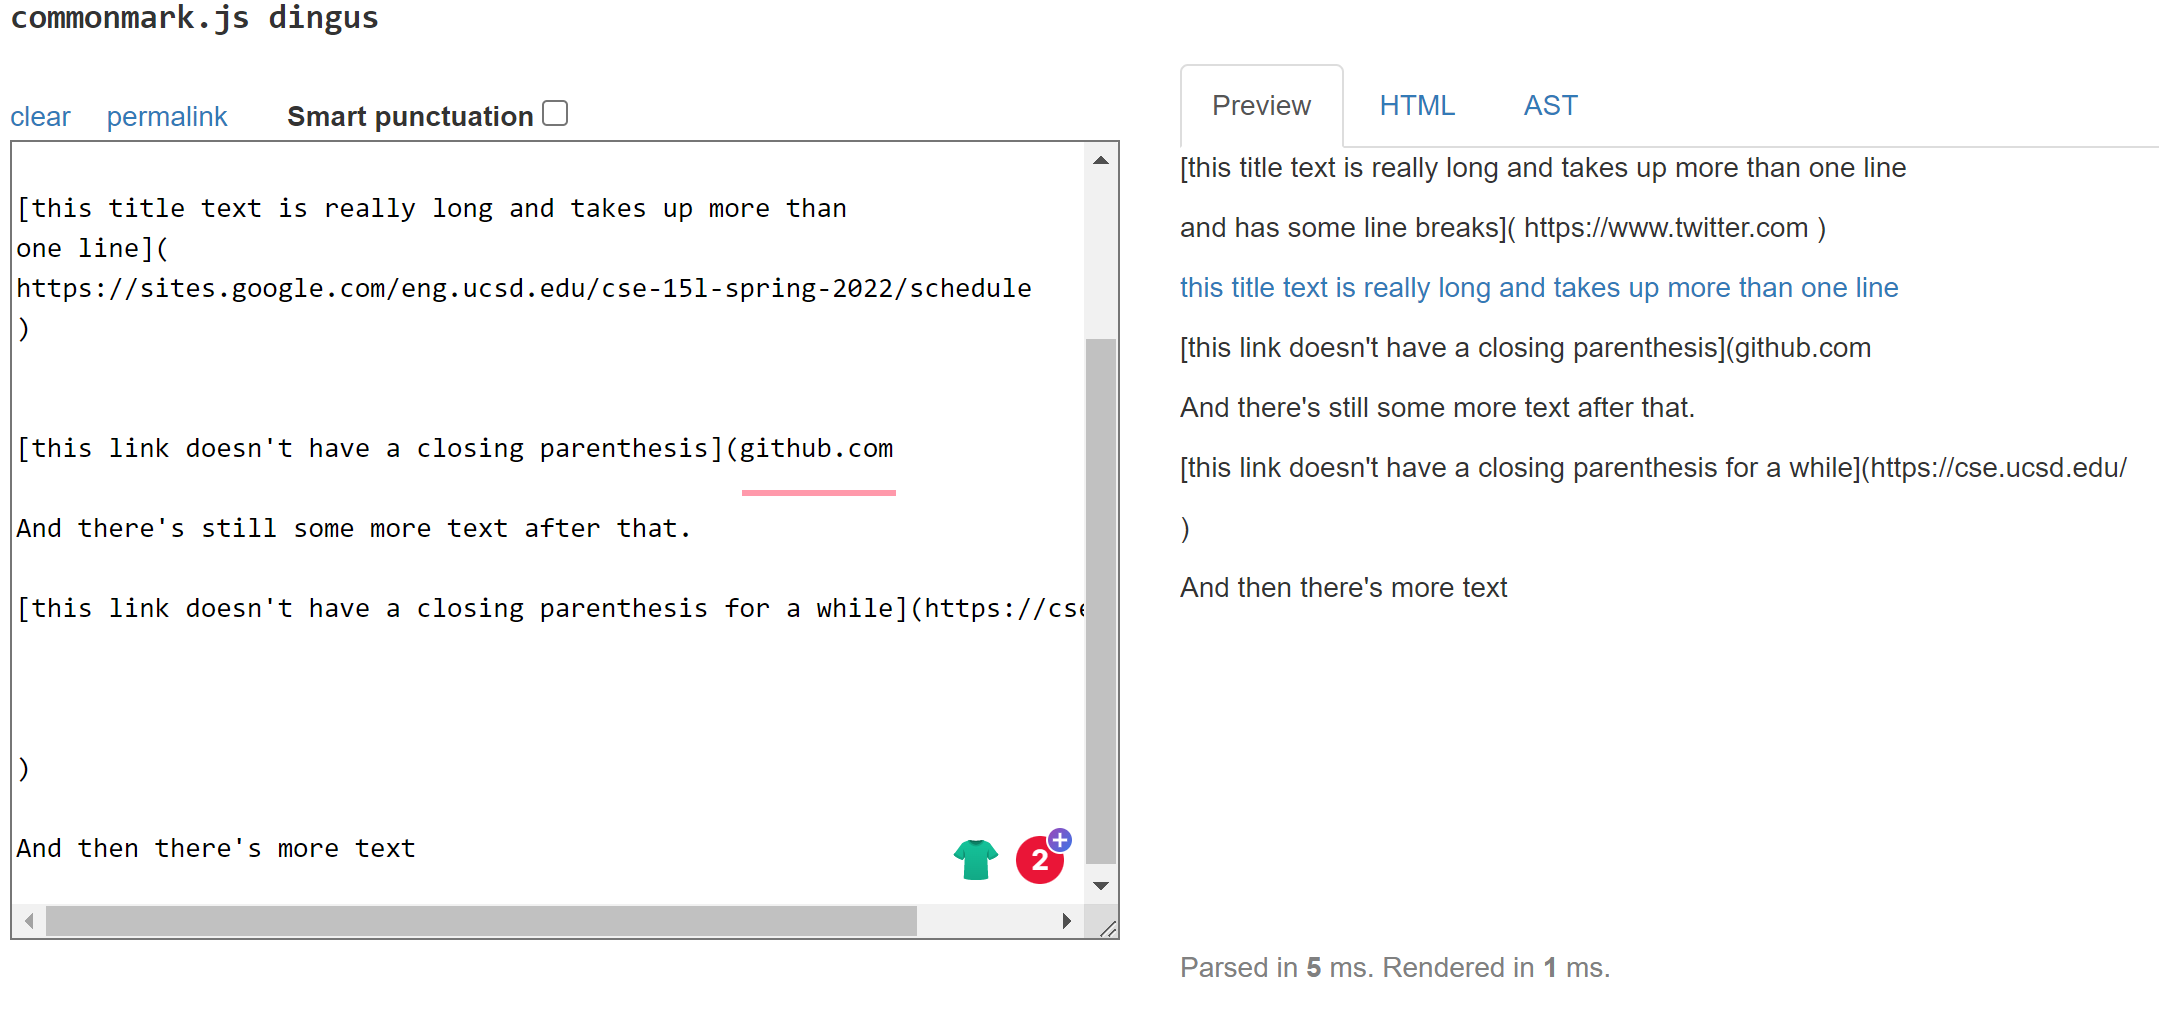 commonmark.js dingus
clear permalink Smart punctuation
[this title text is really long and takes up more than
one line](
https://sites.google.com/eng.ucsd.edu/cse-15l-spring-2022/schedule
)
[this link doesn't have a closing parenthesis](github.com
And there's still some more text after that.
[this link doesn't have a closing parenthesis for a while](https://cse
)
And then there's more text
2
Preview HTML AST
[this title text is really long and takes up more than one line
and has some line breaks]( https://www.twitter.com )
this title text is really long and takes up more than one line
[this link doesn't have a closing parenthesis](github.com
And there's still some more text after that.
[this link doesn't have a closing parenthesis for a while](https://cse.ucsd.edu/
)
And then there's more text
Parsed in 5 ms. Rendered in 1 ms.